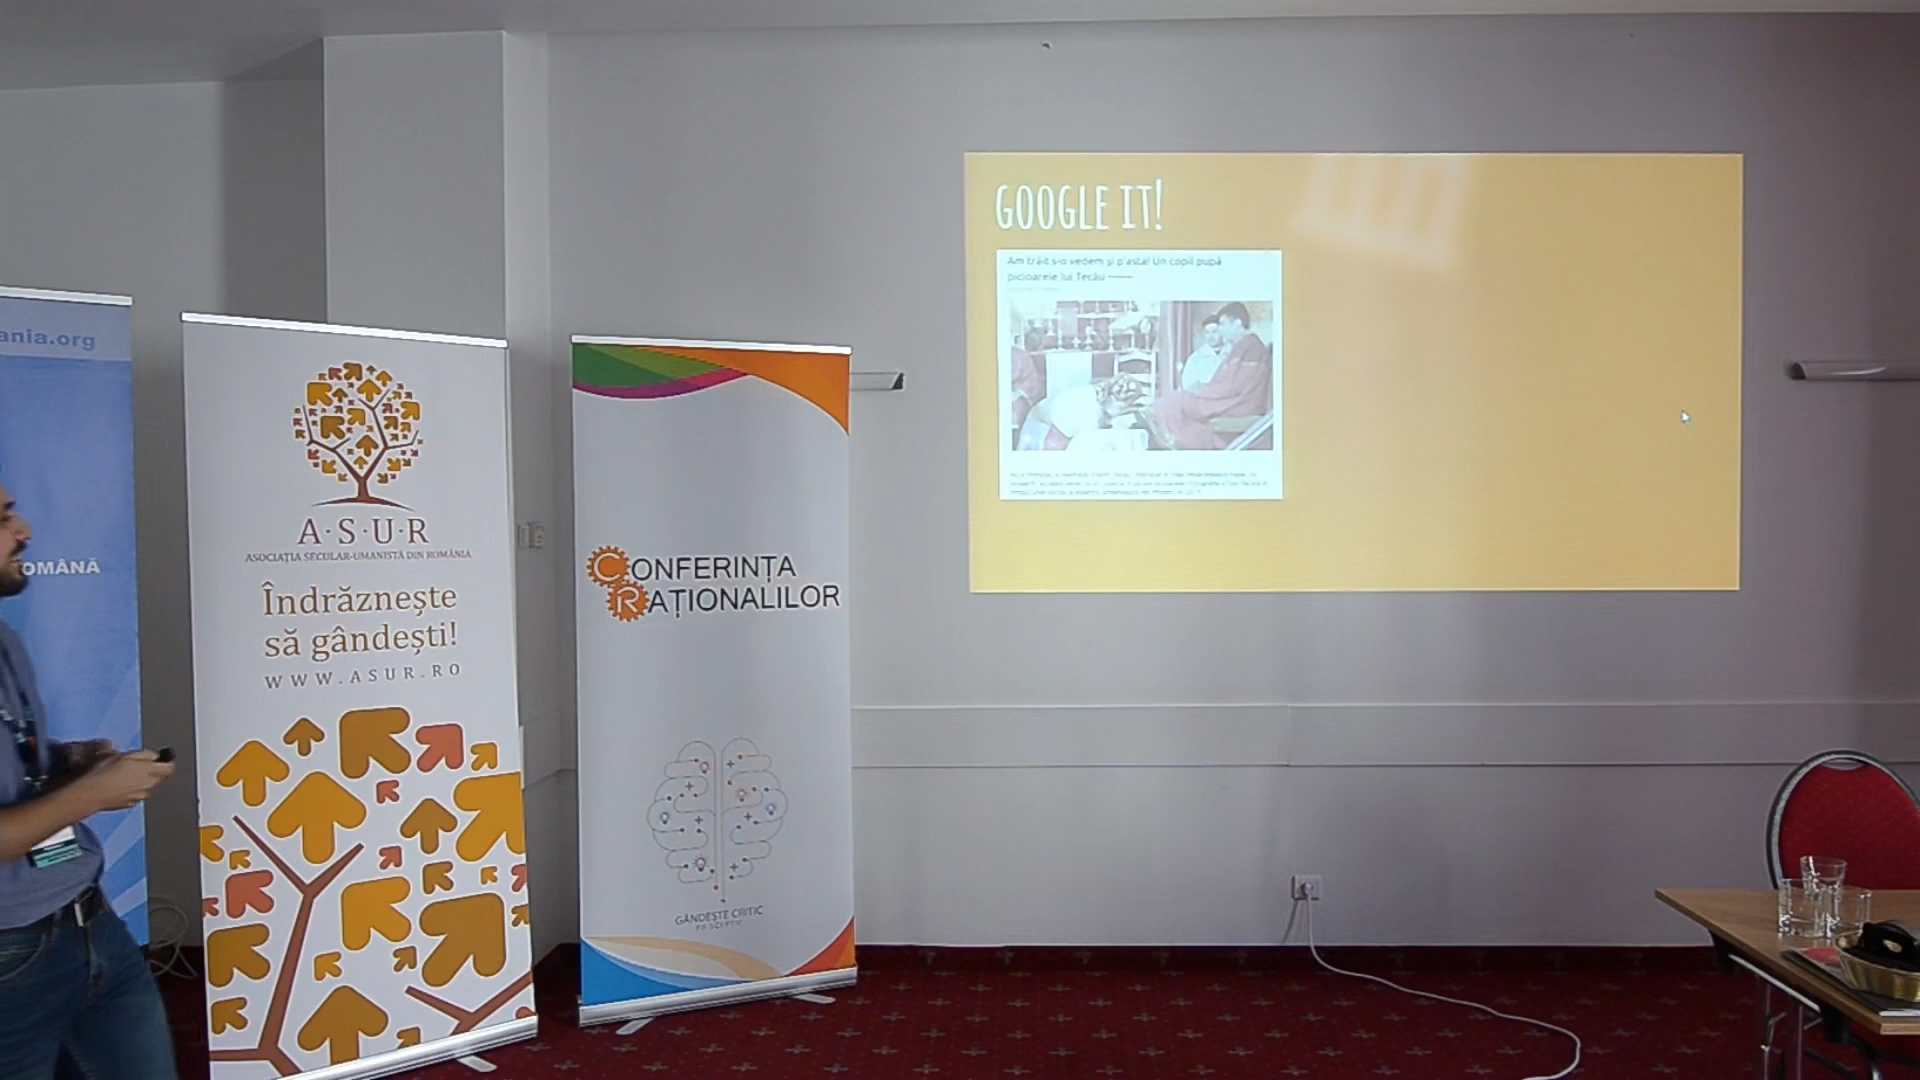 ania.org
OMÂNĂ
A·S·U·R
ASOCIAȚIA SECULAR-UMANISTĂ DIN ROMÂNIA
Îndrăznește
să gândești!
WWW.ASUR.RO
CONFERINȚA
RAȚIONALILOR
GÂNDEȘTE CRITIC
GOOGLE IT!
Am trăit s-o vedem și p'asta! Un copil pupă
picioarele lui Tecău